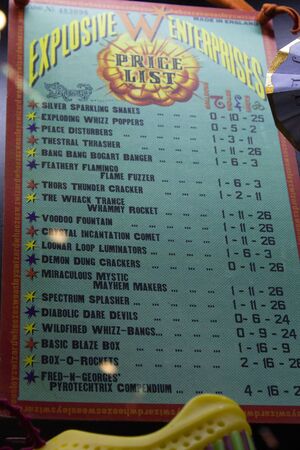 MADE IN ENGLAND
EXPLOSIVE W ENTERPRISES
PRICE
LIST
SILVER SPARKLING SNAKES ... 0 - 10 - 25
EXPLODING WHIZZ POPPERS ... 0 - 5 - 2
PEACE DISTURBERS ... 1 - 3 - 11
THESTRAL THRASHER ...
BANG BANG BOGART BANGER ... 1 - 6 - 3
FEATHERY FLAMINGO
FLAME FUZZER ... 1 - 6 - 3
THORS THUNDER CRACKER ... 1 - 2 - 11
THE WHACK TRANCE
WHAMMY ROCKET ... 1 - 11 - 26
VOODOO FOUNTAIN ... 1 - 11 - 26
CRYSTAL INCANTATION COMET ... 1 - 11 - 26
LOONAR LOOP LUMINATORS ... 1 - 6 - 3
DEMON DUNG CRACKERS ... 1 - 11 - 26
MIRACULOUS MYSTIC
MAYHEM MAKERS ... 1 - 11 - 26
SPECTRUM SPLASHER ... 1 - 11 - 26
DIABOLIC DARE DEVILS ... 0 - 6 - 24
WILDFIRED WHIZZ-BANGS... 0 - 9 - 24
BASIC BLAZE BOX ... 1 - 16 - 9
BOX-O-ROCKETS ... 2 - 16 - 26
FRED-N-GEORGES'
PYROTECHTRIX COMPENDIUM ... 4 - 16 -